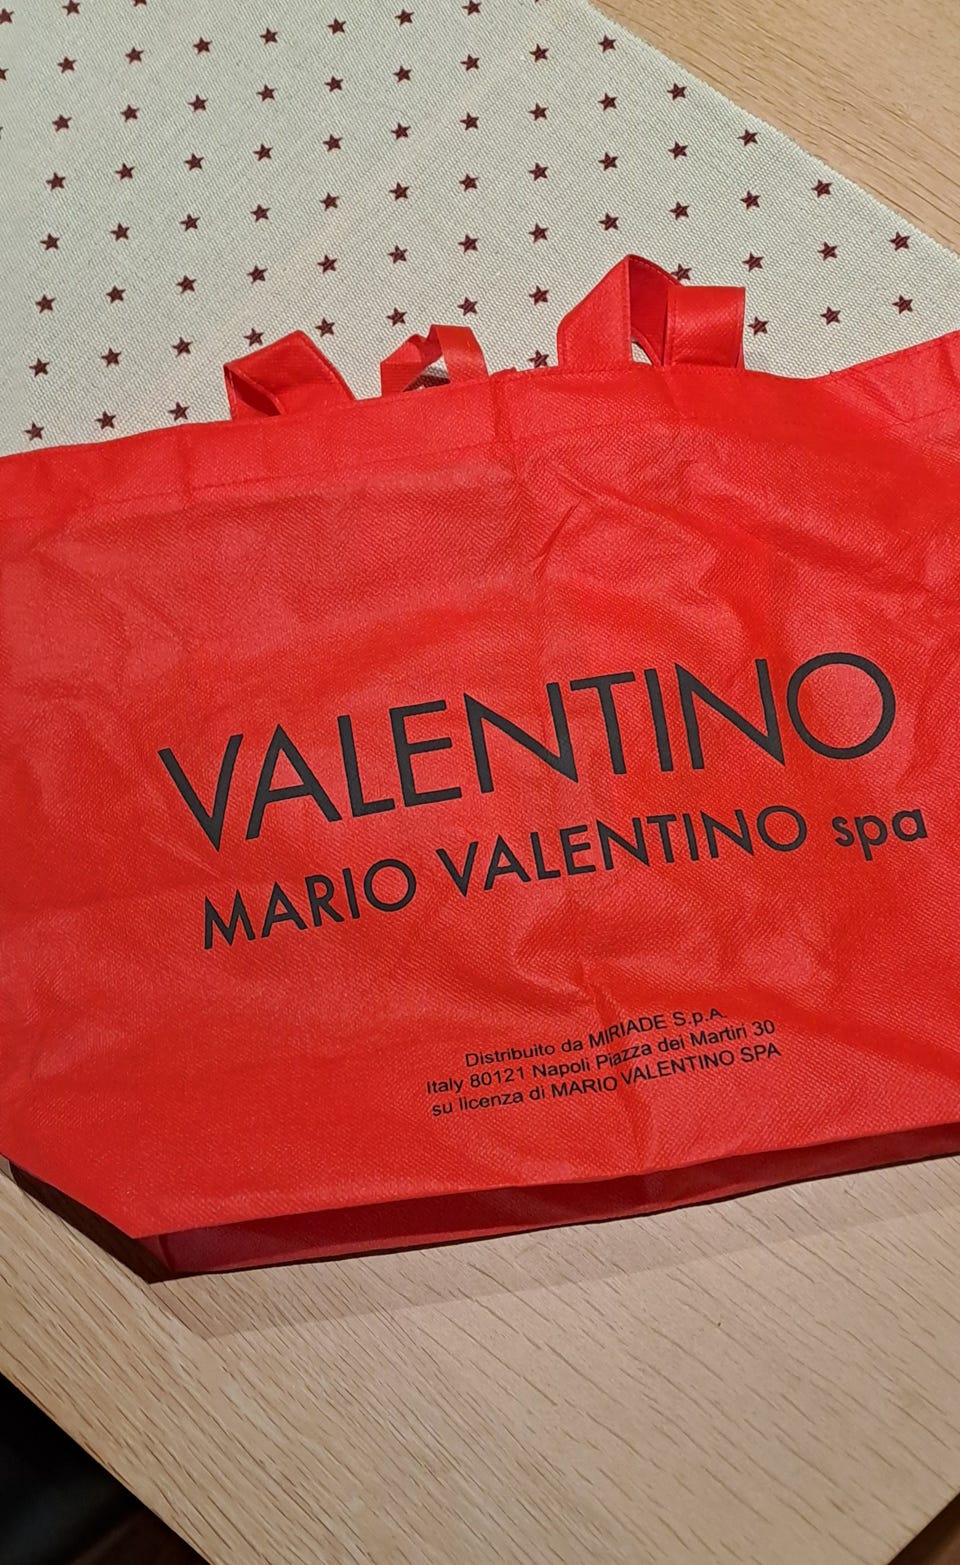 VALENTINO
MARIO VALENTINO spa
Distribuito da MIRIADE S.p.A.
Italy 80121 Napoli Piazza dei Martiri 30
su licenza di MARIO VALENTINO SPA